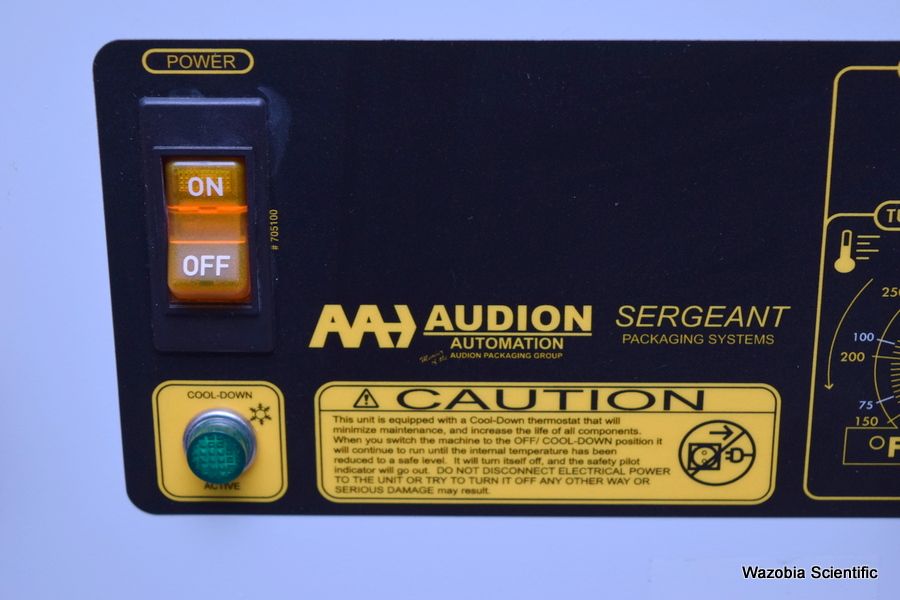 POWER
ON
OFF
# 705100
AUDION
AUTOMATION
AUDION PACKAGING GROUP
SERGEANT
PACKAGING SYSTEMS
COOL-DOWN
ACTIVE
CAUTION
This unit is equipped with a Cool-Down thermostat that will
minimize maintenance, and increase the life of all components.
When you switch the machine to the OFF/ COOL-DOWN position it
will continue to run until the internal temperature has been
reduced to a safe level. It will turn itself off, and the safety pilot
indicator will go out. DO NOT DISCONNECT ELECTRICAL POWER
TO THE UNIT OR TRY TO TURN IT OFF ANY OTHER WAY OR
SERIOUS DAMAGE may result.
250
100
200
75
150
°F
Wazobia Scientific